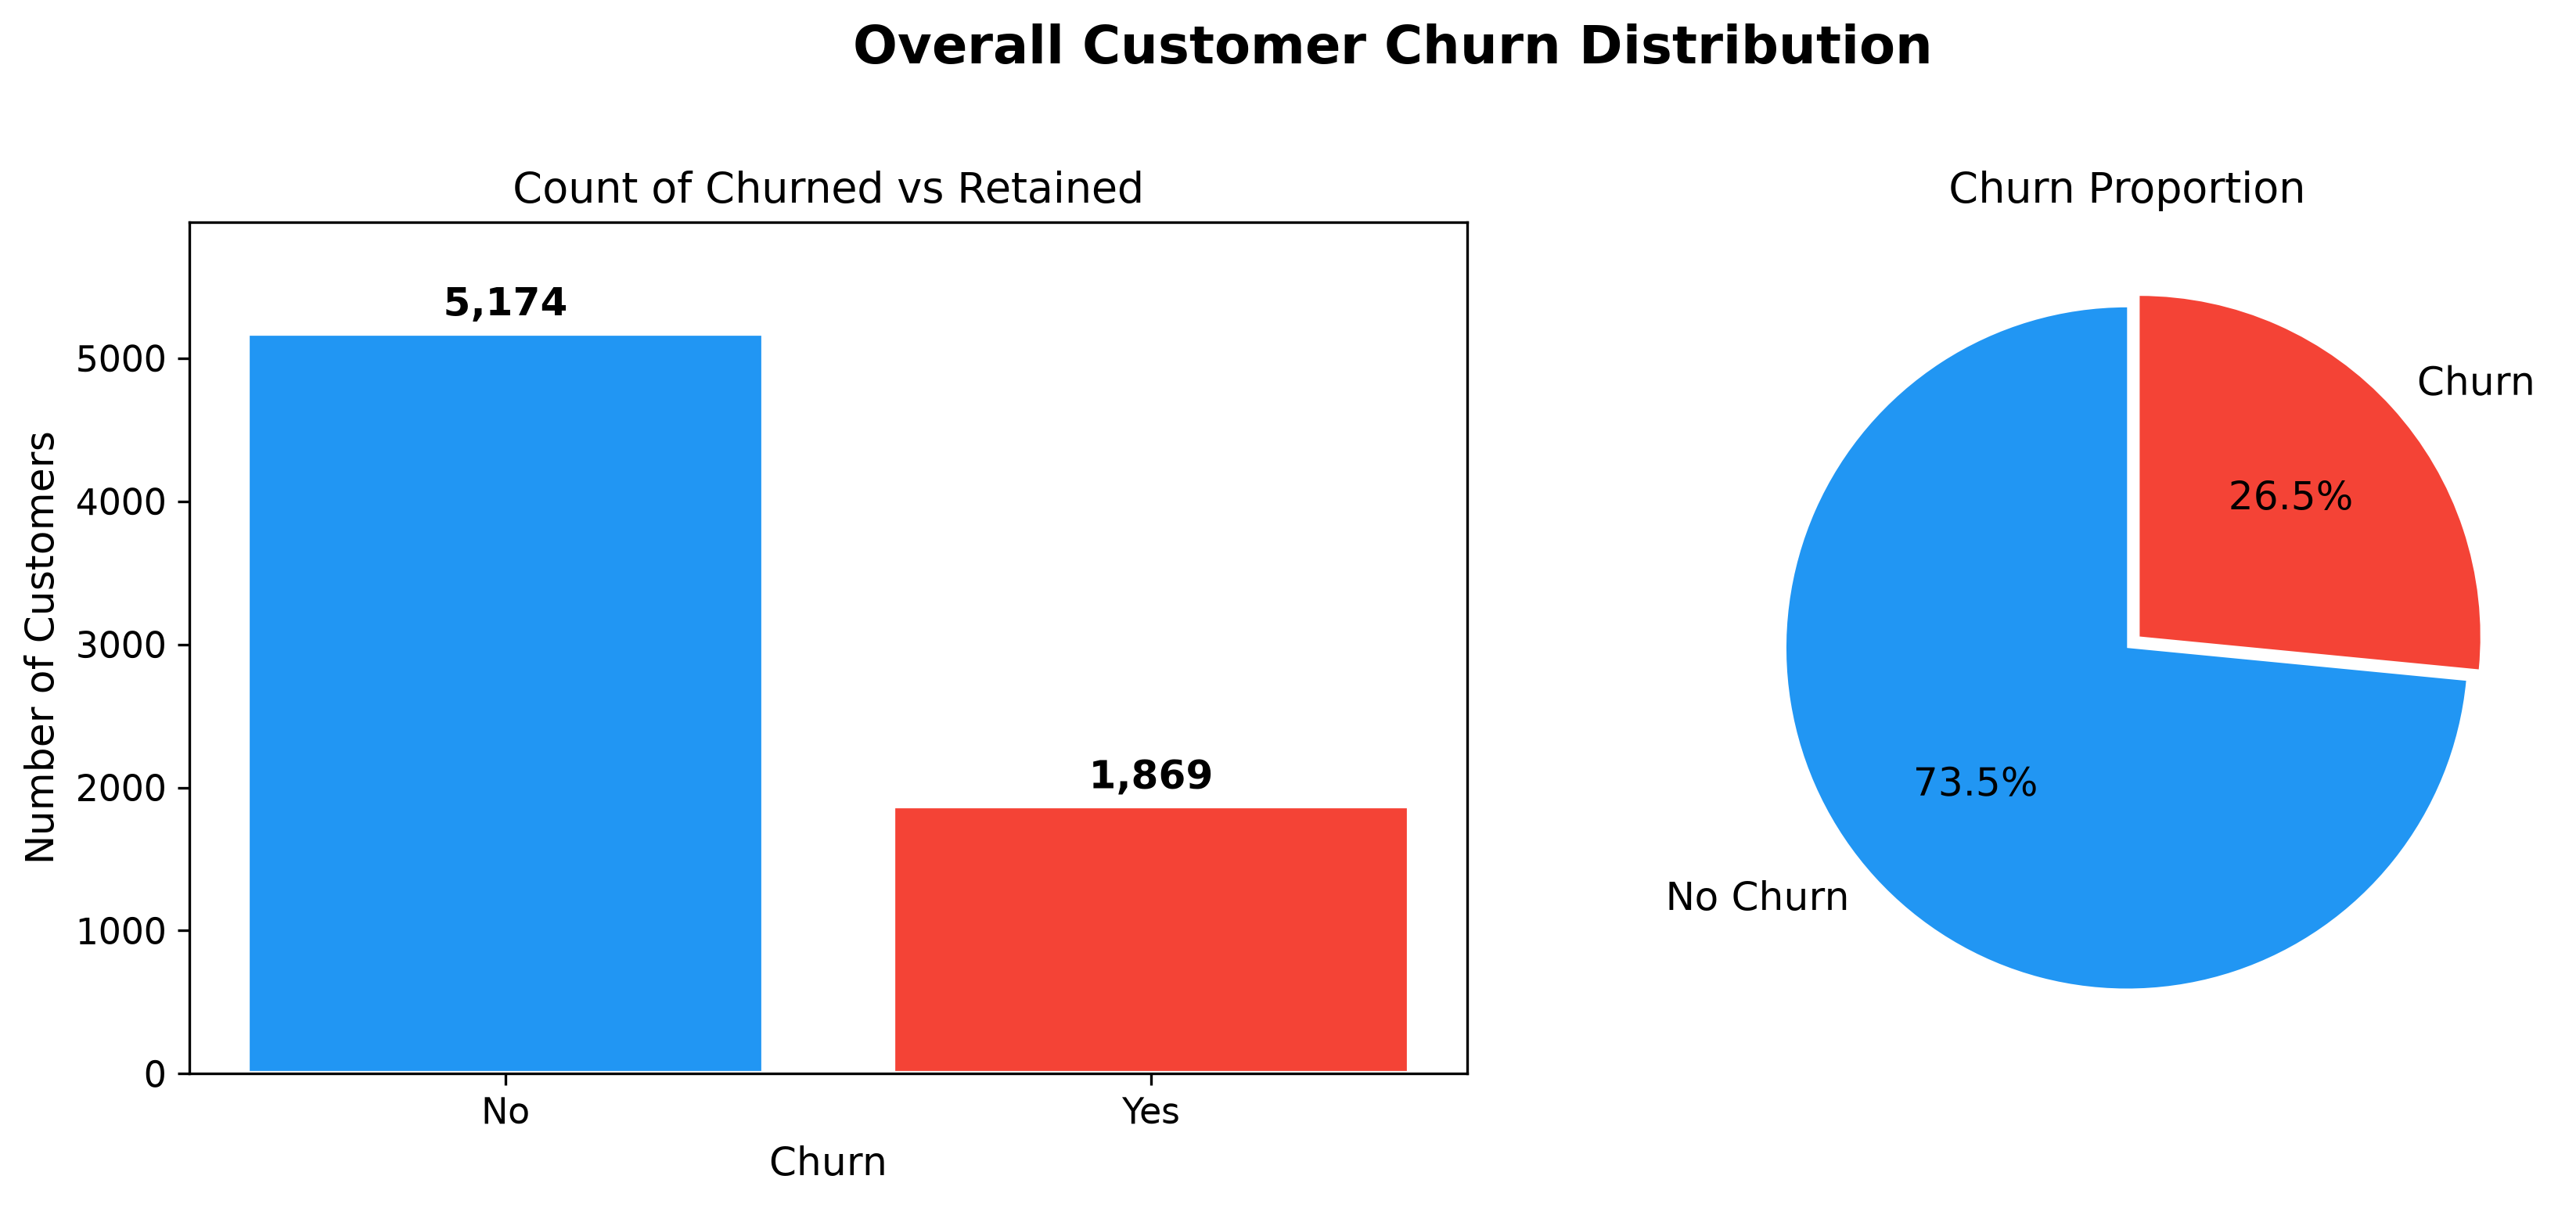 Overall Customer Churn Distribution
Count of Churned vs Retained
Number of Customers
5000
4000
3000
2000
1000
0
5,174
1,869
No
Yes
Churn
Churn Proportion
Churn
26.5%
73.5%
No Churn